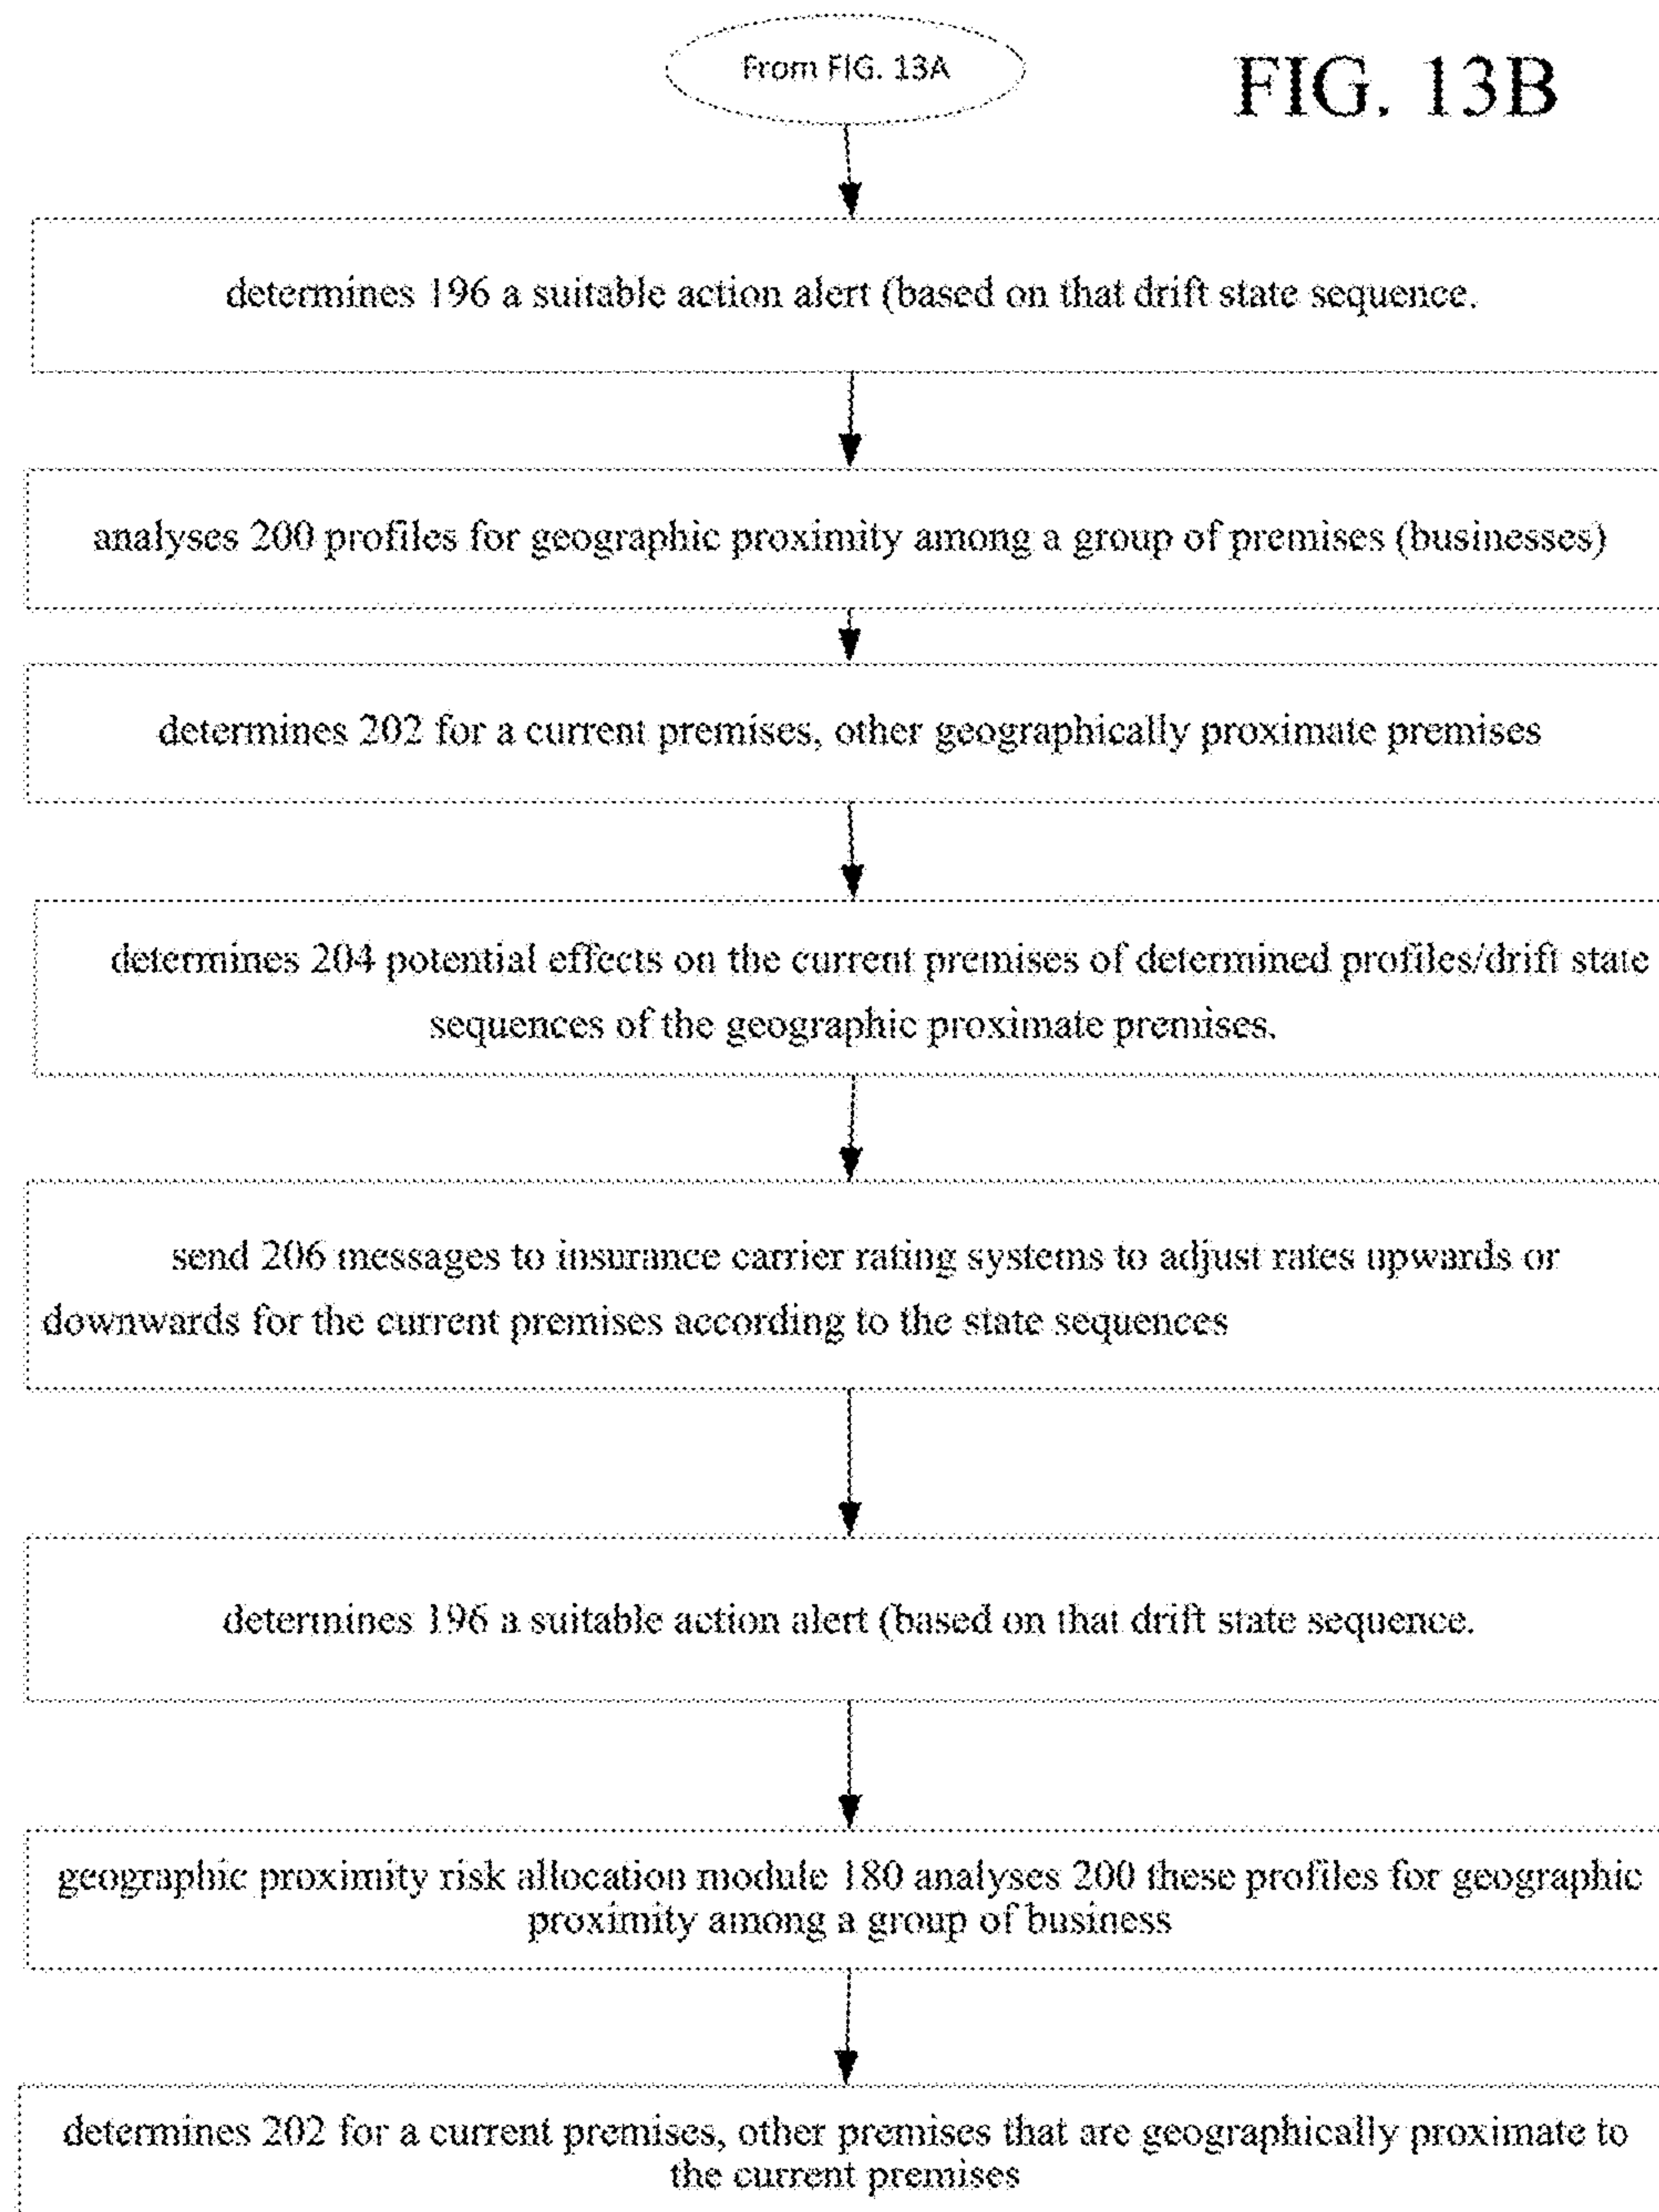 From FIG. 13A
FIG. 13B
determines 196 a suitable action alert (based on that drift state sequence.
analyses 200 profiles for geographic proximity among a group of premises (businesses)
determines 202 for a current premises, other geographically proximate premises
determines 204 potential effects on the current premises of determined profiles/drift state
sequences of the geographic proximate premises.
send 206 messages to insurance carrier rating systems to adjust rates upwards or
downwards for the current premises according to the state sequences
determines 196 a suitable action alert (based on that drift state sequence.
geographic proximity risk allocation module 180 analyses 200 these profiles for geographic
proximity among a group of business
determines 202 for a current premises, other premises that are geographically proximate to
the current premises